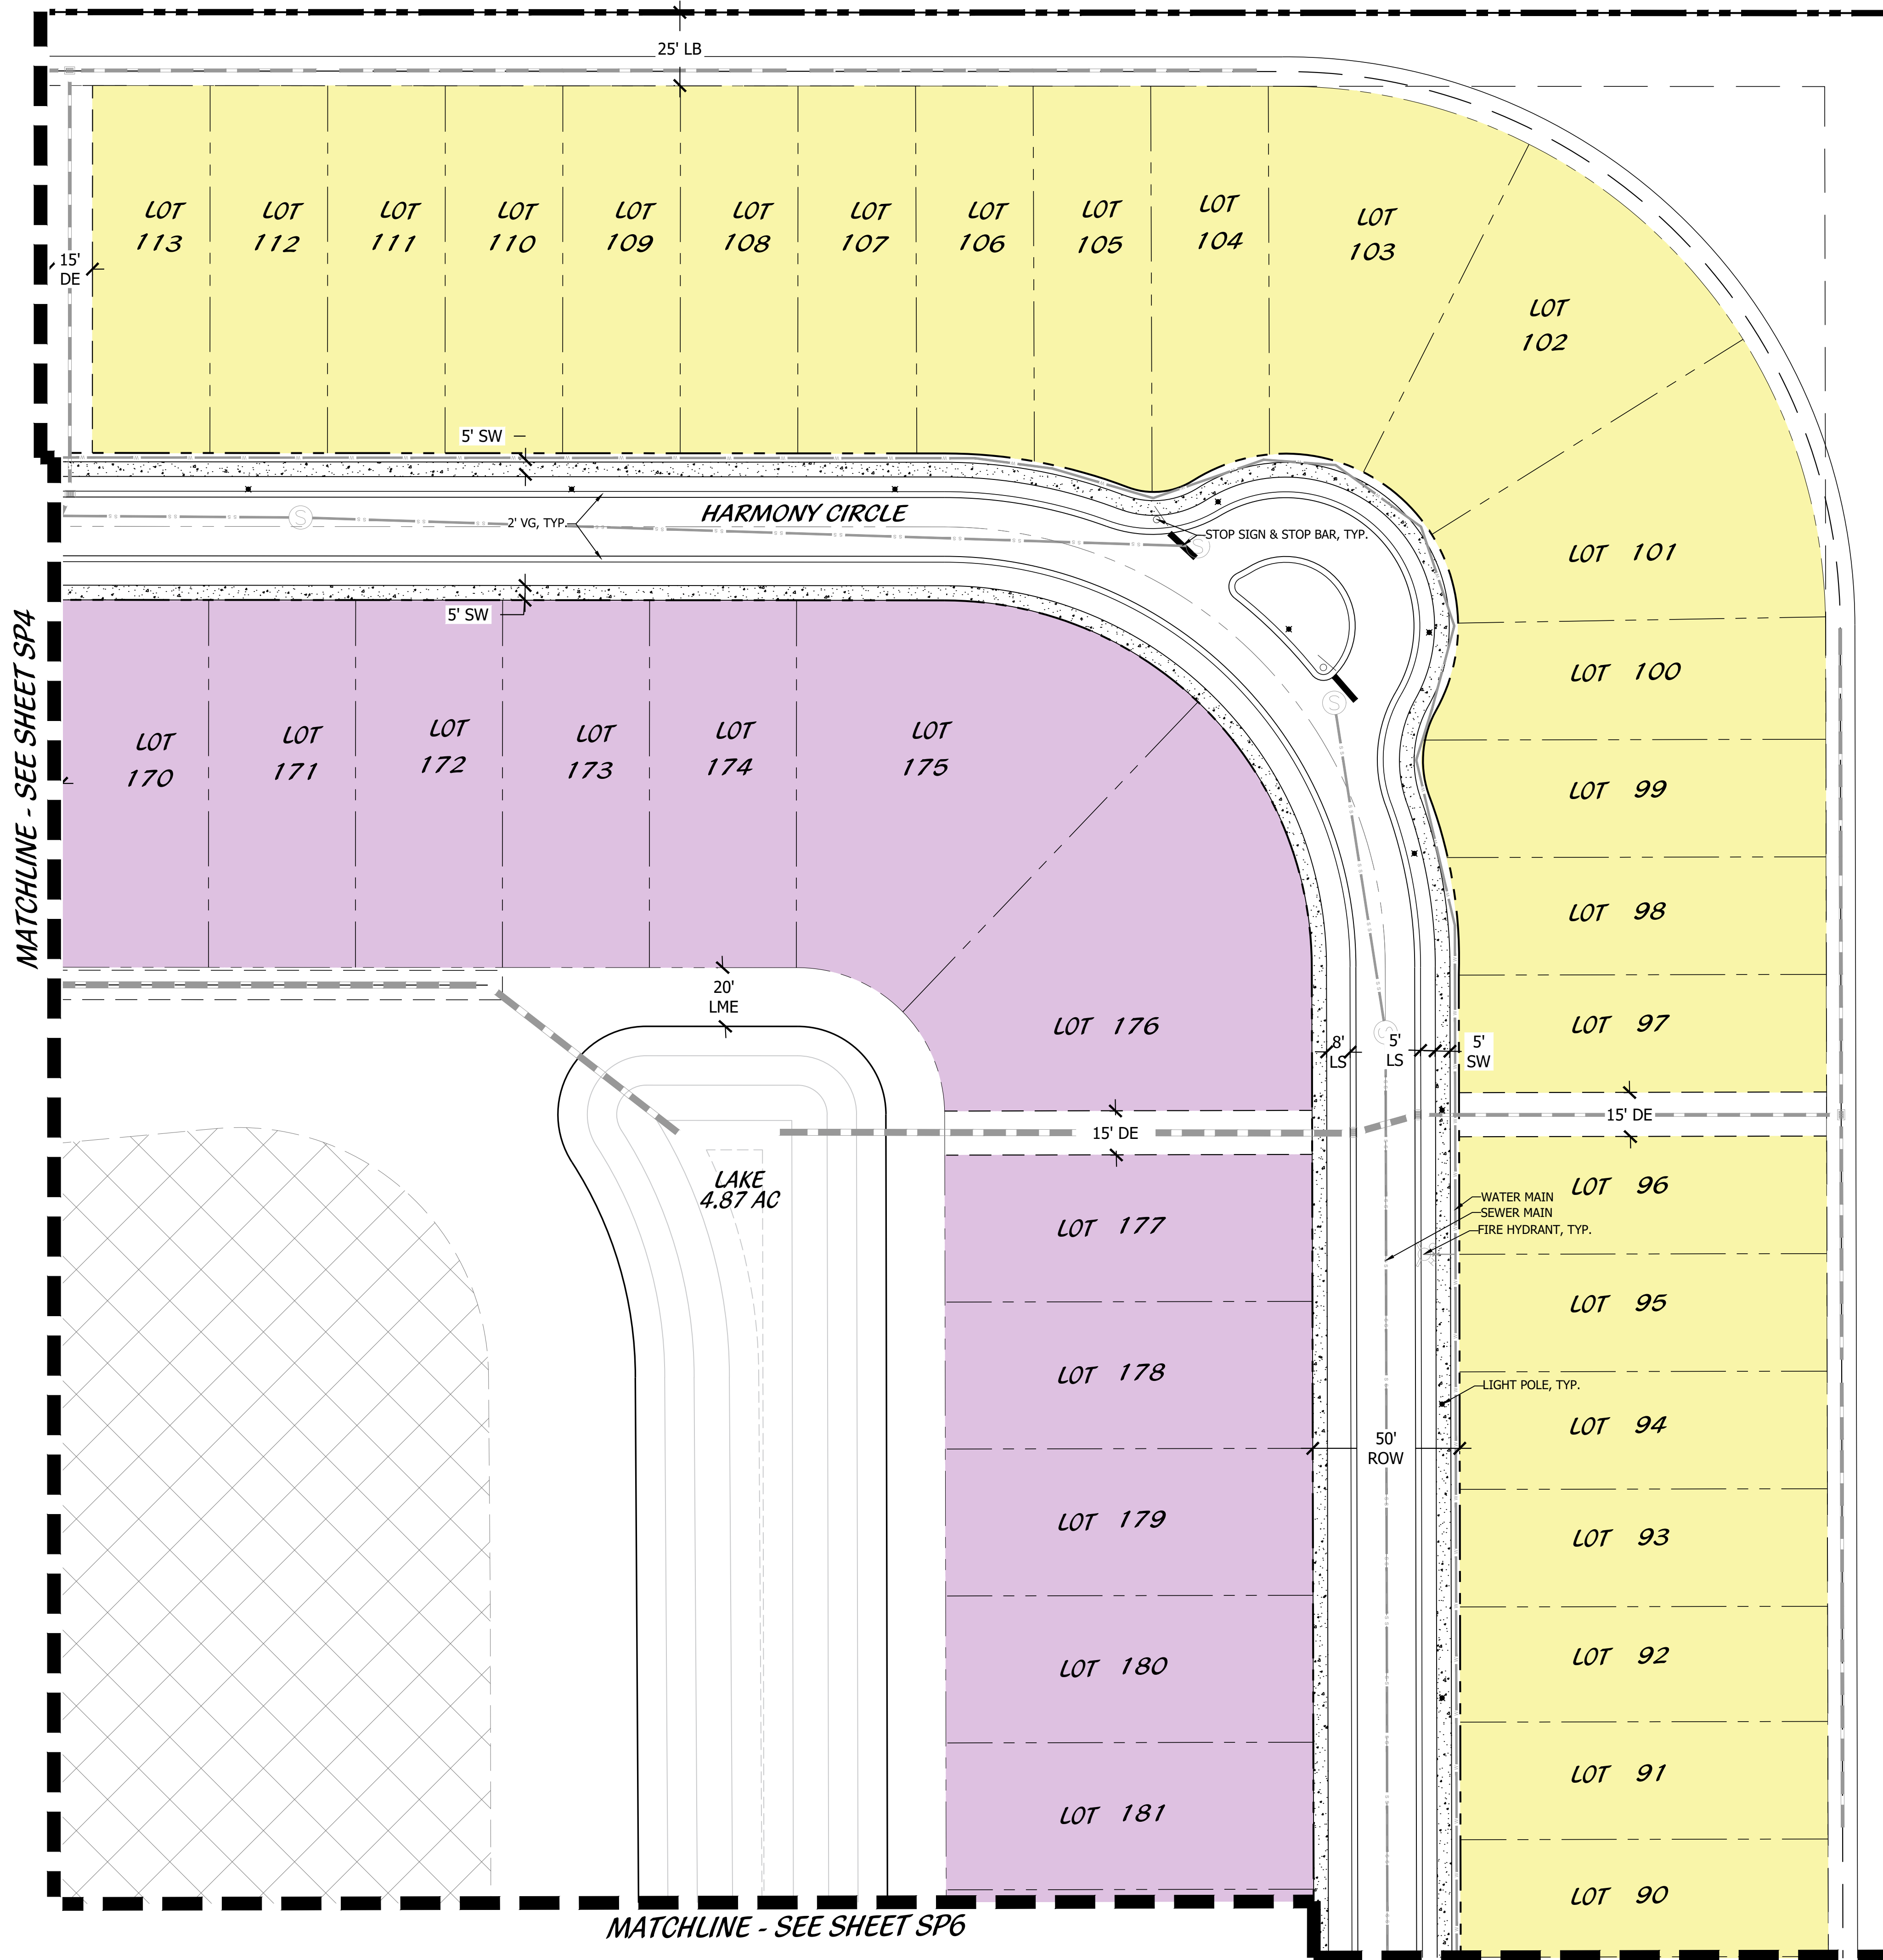 25' LB
LOT
113
LOT
112
LOT
111
LOT
110
LOT
109
LOT
108
LOT
107
LOT
106
LOT
105
LOT
104
LOT
103
LOT
102
15'
DE
5' SW
HARMONY CIRCLE
2' VG, TYP.
S
STOP SIGN & STOP BAR, TYP.
S
LOT 101
5' SW
LOT 100
S
MATCHLINE - SEE SHEET SP4
LOT
170
LOT
171
LOT
172
LOT
173
LOT
174
LOT
175
LOT 99
LOT 98
20'
LME
LOT 176
8'
LS
5'
LS
5'
SW
S
LOT 97
15' DE
15' DE
LAKE
4.87 AC
LOT 177
WATER MAIN
SEWER MAIN
FIRE HYDRANT, TYP.
LOT 96
LOT 95
LOT 178
LIGHT POLE, TYP.
LOT 94
50'
ROW
LOT 179
LOT 93
LOT 180
LOT 92
LOT 181
LOT 91
LOT 90
MATCHLINE - SEE SHEET SP6